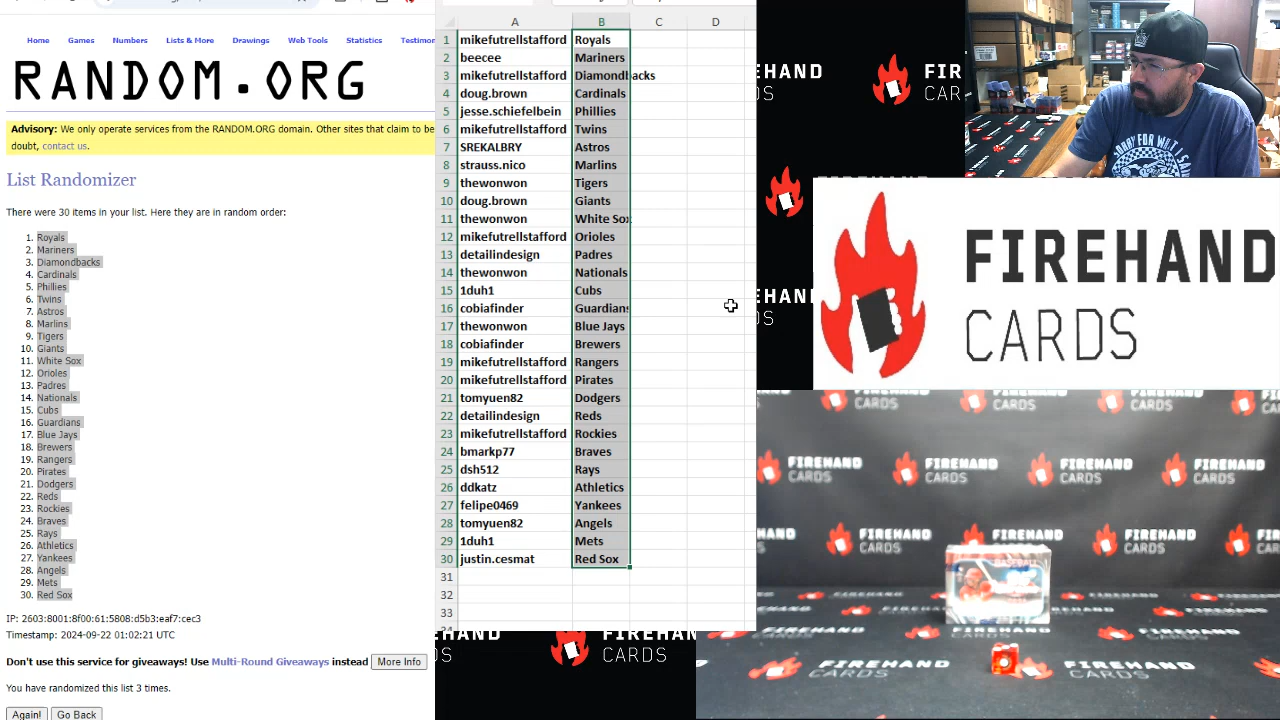 Home Games Numbers Lists & More Drawings Web Tools Statistics Testimon
RANDOM.ORG
Advisory: We only operate services from the RANDOM.ORG domain. Other sites that claim to be
doubt, contact us.
List Randomizer
There were 30 items in your list. Here they are in random order:
1. Royals
2. Mariners
3. Diamondbacks
4. Cardinals
5. Phillies
6. Twins
7. Astros
8. Marlins
9. Tigers
10. Giants
11. White Sox
12. Orioles
13. Padres
14. Nationals
15. Cubs
16. Guardians
17. Blue Jays
18. Brewers
19. Rangers
20. Pirates
21. Dodgers
22. Reds
23. Rockies
24. Braves
25. Rays
26. Athletics
27. Yankees
28. Angels
29. Mets
30. Red Sox
IP: 2603:8001:8f00:61:5808:d5b3:eaf7:cec3
Timestamp: 2024-09-22 01:02:21 UTC
Don't use this service for giveaways! Use Multi-Round Giveaways instead More Info
You have randomized this list 3 times.
Again! Go Back
A B C D
1 mikefutrellstafford Royals
2 beecee Mariners
3 mikefutrellstafford Diamondbacks
4 doug.brown Cardinals
5 jesse.schiefelbein Phillies
6 mikefutrellstafford Twins
7 SREKALBRY Astros
8 strauss.nico Marlins
9 thewonwon Tigers
10 doug.brown Giants
11 thewonwon White Sox
12 mikefutrellstafford Orioles
13 detailindesign Padres
14 thewonwon Nationals
15 1duh1 Cubs
16 cobiafinder Guardians
17 thewonwon Blue Jays
18 cobiafinder Brewers
19 mikefutrellstafford Rangers
20 mikefutrellstafford Pirates
21 tomyuen82 Dodgers
22 detailindesign Reds
23 mikefutrellstafford Rockies
24 bmarkp77 Braves
25 dsh512 Rays
26 ddkatz Athletics
27 felipe0469 Yankees
28 tomyuen82 Angels
29 1duh1 Mets
30 justin.cesmat Red Sox
31
32
33
FIREHAND
CARDS